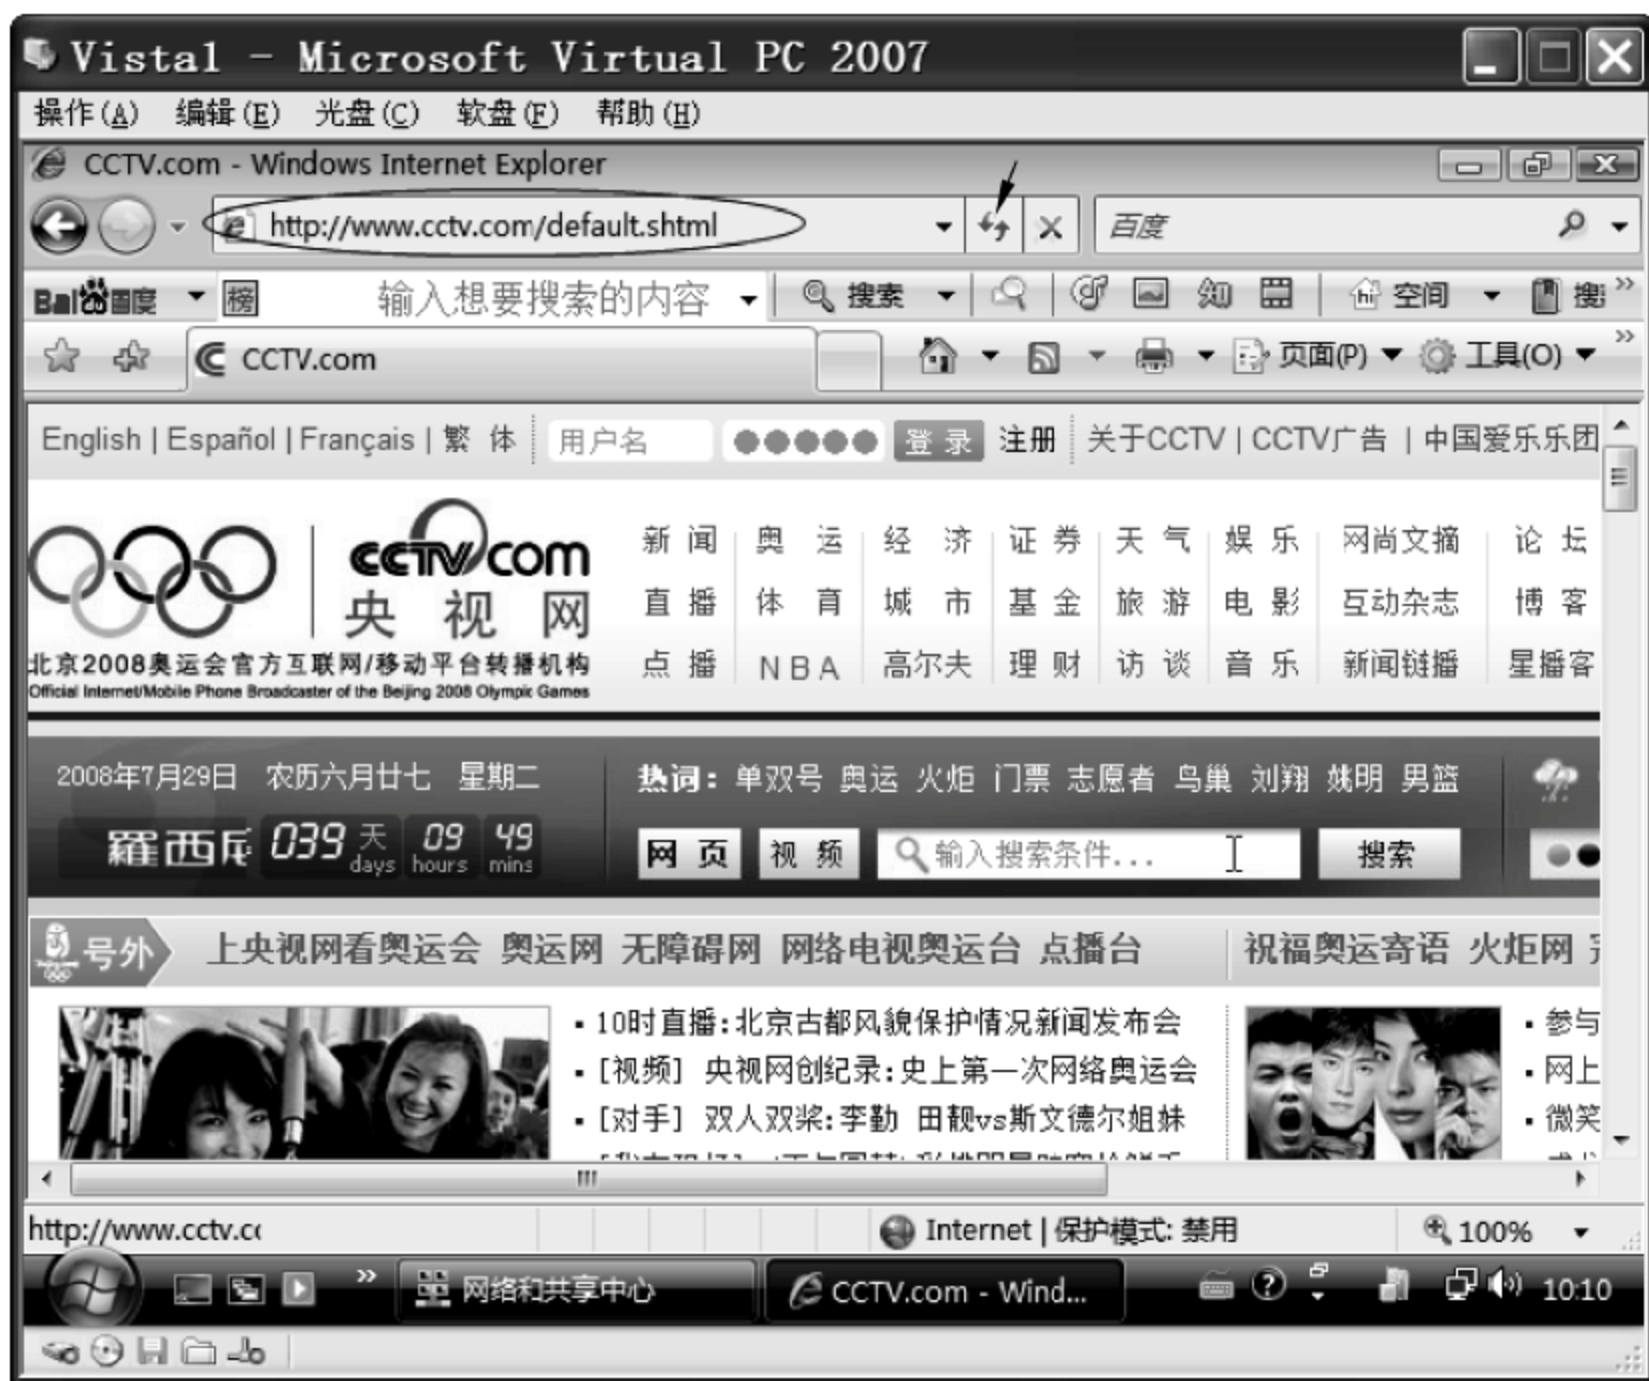 Vista1 - Microsoft Virtual PC 2007
操作(A) 编辑(E) 光盘(C) 软盘(F) 帮助(H)
CCTV.com - Windows Internet Explorer
http://www.cctv.com/default.shtml 百度
Bai百度 榜 输入想要搜索的内容 搜索 知 hi 空间
CCTV.com 页面(P) 工具(O)
English | Español | Français | 繁 体 用户名 ●●●●● 登 录 注册 关于CCTV | CCTV广告 | 中国爱乐乐团
cctv.com
央 视 网
北京2008奥运会官方互联网/移动平台转播机构
Official Internet/Mobile Phone Broadcaster of the Beijing 2008 Olympic Games
新 闻 奥 运 经 济 证 券 天 气 娱 乐 网尚文摘 论 坛
直 播 体 育 城 市 基 金 旅 游 电 影 互动杂志 博 客
点 播 NBA 高尔夫 理 财 访 谈 音 乐 新闻链播 星播客
2008年7月29日 农历六月廿七 星期二 热词: 单双号 奥运 火炬 门票 志愿者 鸟巢 刘翔 姚明 男篮
羅西 039 天 days 09 hours 49 mins 网 页 视 频 输入搜索条件... 搜索
号外 上央视网看奥运会 奥运网 无障碍网 网络电视奥运台 点播台 祝福奥运寄语 火炬网
▪ 10时直播:北京古都风貌保护情况新闻发布会 ▪ 参与
▪ [视频] 央视网创纪录:史上第一次网络奥运会 ▪ 网上
▪ [对手] 双人双桨:李勤 田靓vs斯文德尔姐妹 ▪ 微笑
http://www.cctv.c Internet | 保护模式: 禁用 100%
网络和共享中心 CCTV.com - Wind... 10:10